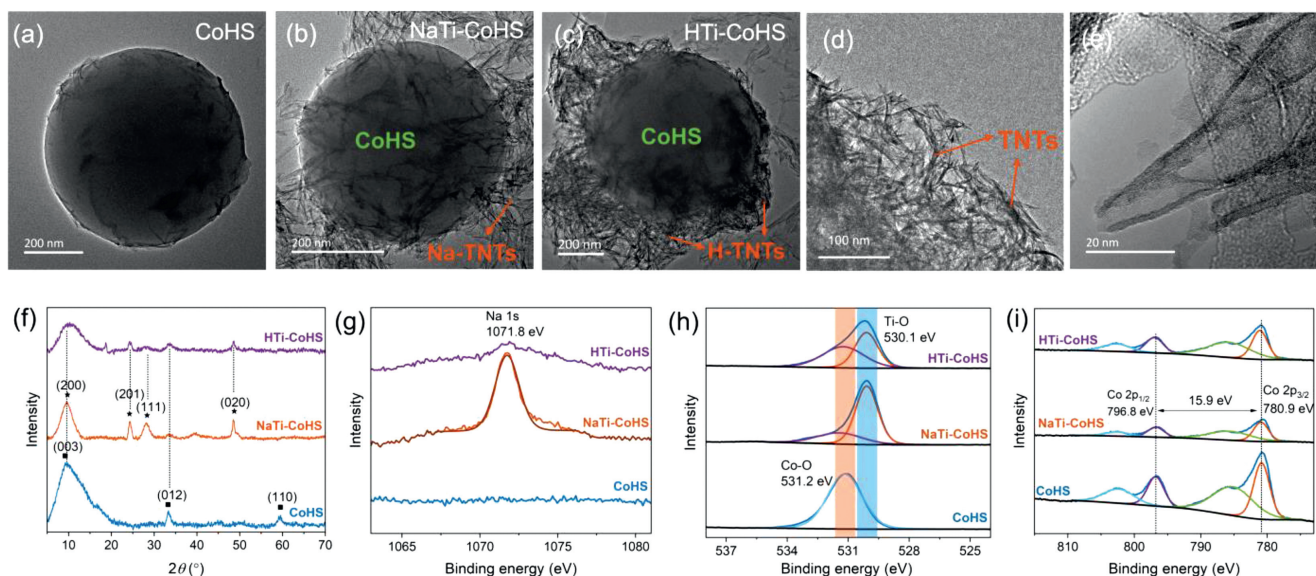 (a) CoHS
200 nm
(b) NaTi-CoHS
CoHS
Na-TNTs
200 nm
(c) HTi-CoHS
CoHS
H-TNTs
200 nm
(d)
TNTs
100 nm
(e)
20 nm
(f)
HTi-CoHS
(200)
(201)
(111)
(020)
NaTi-CoHS
(003)
(012)
(110)
CoHS
Intensity
10 20 30 40 50 60 70
2θ (°)
(g)
Na 1s
1071.8 eV
HTi-CoHS
NaTi-CoHS
CoHS
Intensity
1065 1070 1075 1080
Binding energy (eV)
(h)
Ti-O
530.1 eV
HTi-CoHS
NaTi-CoHS
Co-O
531.2 eV
CoHS
Intensity
537 534 531 528 524
Binding energy (eV)
(i)
HTi-CoHS
Co 2p1/2
796.8 eV
15.9 eV
Co 2p3/2
780.9 eV
NaTi-CoHS
CoHS
Intensity
810 800 790 780
Binding energy (eV)